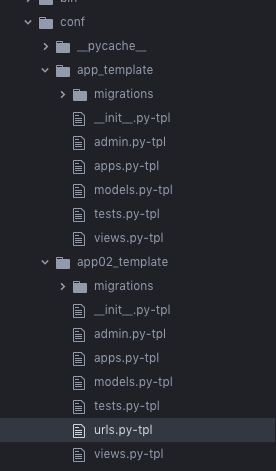 bin
conf
__pycache__
app_template
migrations
__init__.py-tpl
admin.py-tpl
apps.py-tpl
models.py-tpl
tests.py-tpl
views.py-tpl
app02_template
migrations
__init__.py-tpl
admin.py-tpl
apps.py-tpl
models.py-tpl
tests.py-tpl
urls.py-tpl
views.py-tpl